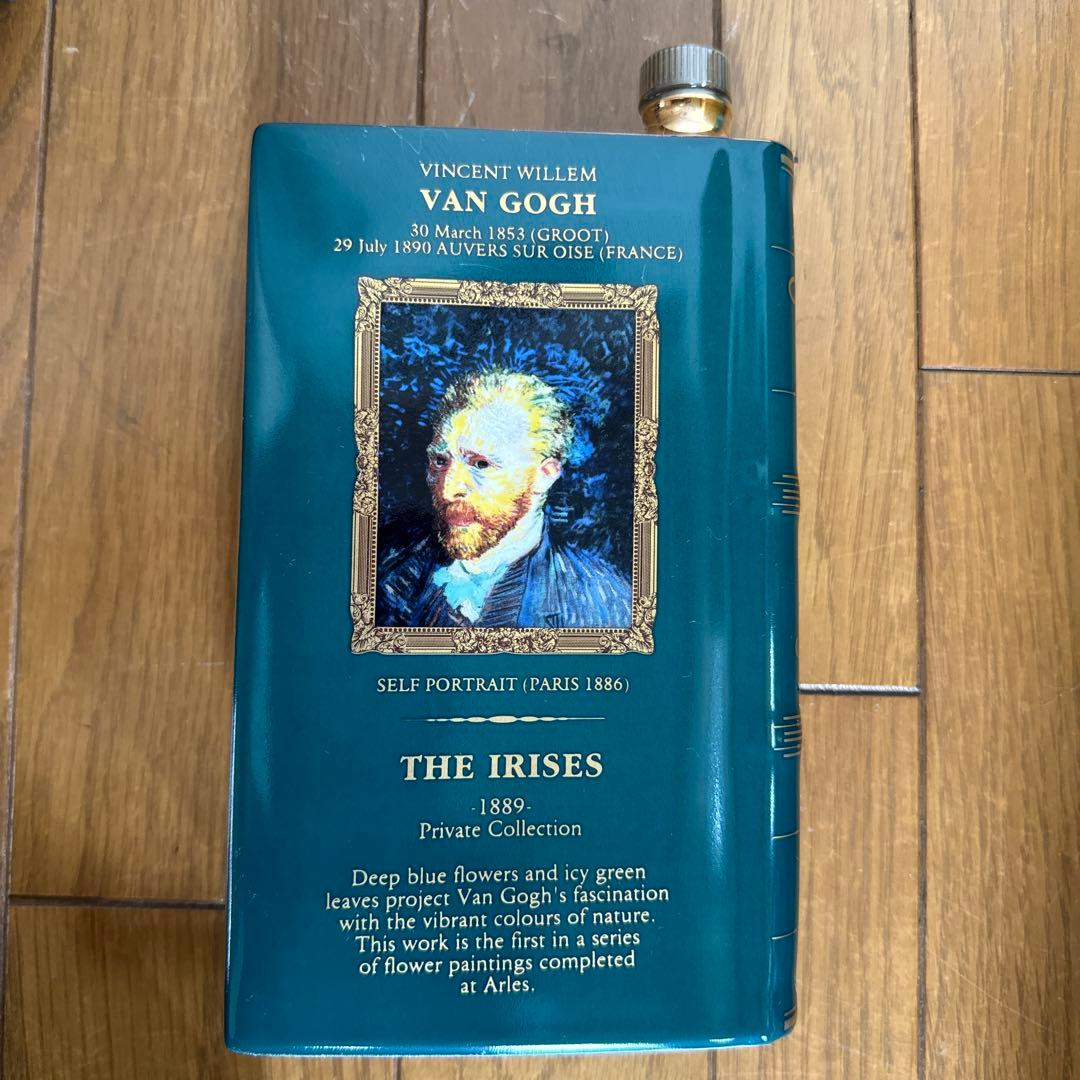 VINCENT WILLEM
VAN GOGH
30 March 1853 (GROOT)
29 July 1890 AUVERS SUR OISE (FRANCE)
SELF PORTRAIT (PARIS 1886)
THE IRISES
-1889-
Private Collection
Deep blue flowers and icy green
leaves project Van Gogh's fascination
with the vibrant colours of nature.
This work is the first in a series
of flower paintings completed
at Arles.